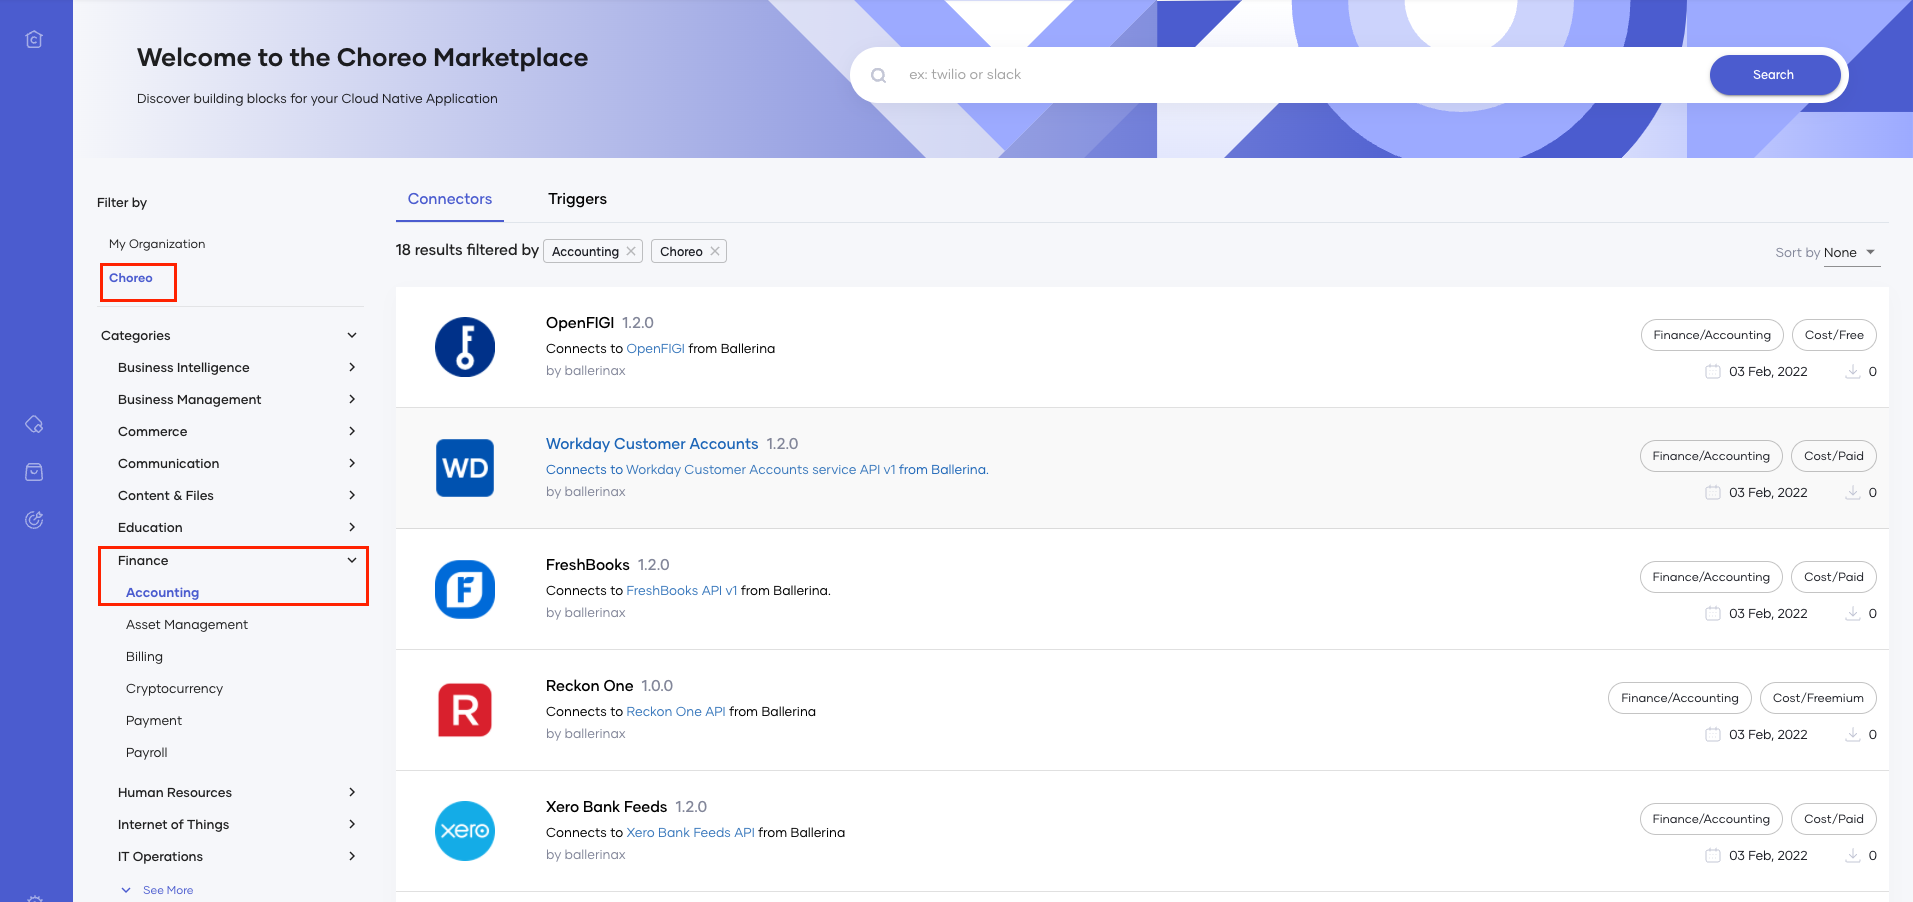 Welcome to the Choreo Marketplace
Discover building blocks for your Cloud Native Application
ex: twilio or slack
Search
Filter by
My Organization
Choreo
Categories
Business Intelligence
Business Management
Commerce
Communication
Content & Files
Education
Finance
Accounting
Asset Management
Billing
Cryptocurrency
Payment
Payroll
Human Resources
Internet of Things
IT Operations
See More
Connectors
Triggers
18 results filtered by Accounting Choreo
Sort by None
OpenFIGI 1.2.0
Connects to OpenFIGI from Ballerina
by ballerinax
Finance/Accounting Cost/Free
03 Feb, 2022 0
WD
Workday Customer Accounts 1.2.0
Connects to Workday Customer Accounts service API v1 from Ballerina.
by ballerinax
Finance/Accounting Cost/Paid
03 Feb, 2022 0
F
FreshBooks 1.2.0
Connects to FreshBooks API v1 from Ballerina.
by ballerinax
Finance/Accounting Cost/Paid
03 Feb, 2022 0
R
Reckon One 1.0.0
Connects to Reckon One API from Ballerina
by ballerinax
Finance/Accounting Cost/Freemium
03 Feb, 2022 0
xero
Xero Bank Feeds 1.2.0
Connects to Xero Bank Feeds API from Ballerina
by ballerinax
Finance/Accounting Cost/Paid
03 Feb, 2022 0